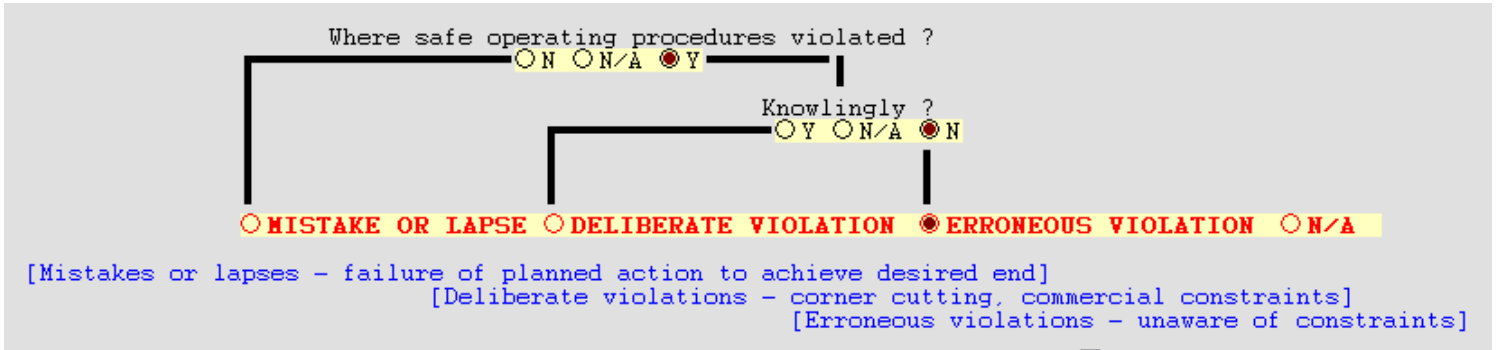 Where safe operating procedures violated ?
N N/A Y
Knowlingly ?
Y N/A N
MISTAKE OR LAPSE DELIBERATE VIOLATION ERRONEOUS VIOLATION N/A
[Mistakes or lapses - failure of planned action to achieve desired end]
[Deliberate violations - corner cutting, commercial constraints]
[Erroneous violations - unaware of constraints]